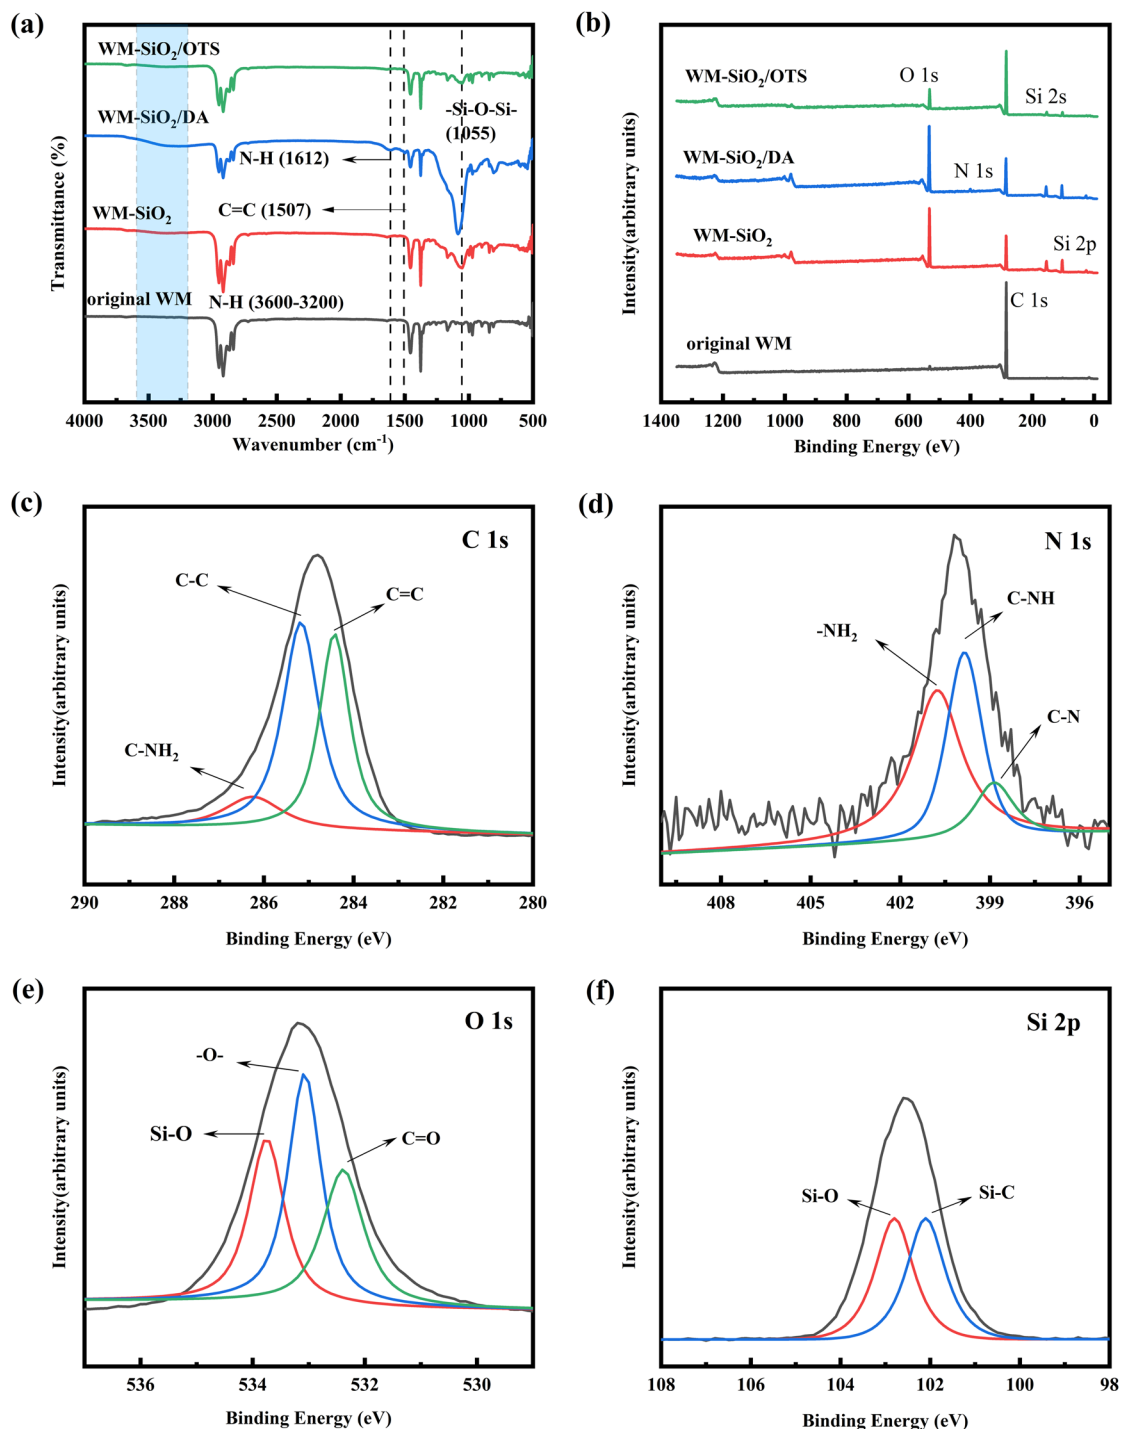 (a)
WM-SiO₂/OTS
WM-SiO₂/DA
-Si-O-Si-
(1055)
N-H (1612)
C=C (1507)
WM-SiO₂
original WM
N-H (3600-3200)
Transmittance (%)
4000 3500 3000 2500 2000 1500 1000 500
Wavenumber (cm⁻¹)
(b)
WM-SiO₂/OTS
O 1s
Si 2s
WM-SiO₂/DA
N 1s
WM-SiO₂
Si 2p
C 1s
original WM
Intensity(arbitrary units)
1400 1200 1000 800 600 400 200 0
Binding Energy (eV)
(c)
C 1s
C-C
C=C
C-NH₂
Intensity(arbitrary units)
290 288 286 284 282 280
Binding Energy (eV)
(d)
N 1s
C-NH
-NH₂
C-N
Intensity(arbitrary units)
408 405 402 399 396
Binding Energy (eV)
(e)
O 1s
-O-
Si-O
C=O
Intensity(arbitrary units)
536 534 532 530
Binding Energy (eV)
(f)
Si 2p
Si-O
Si-C
Intensity(arbitrary units)
108 106 104 102 100 98
Binding Energy (eV)